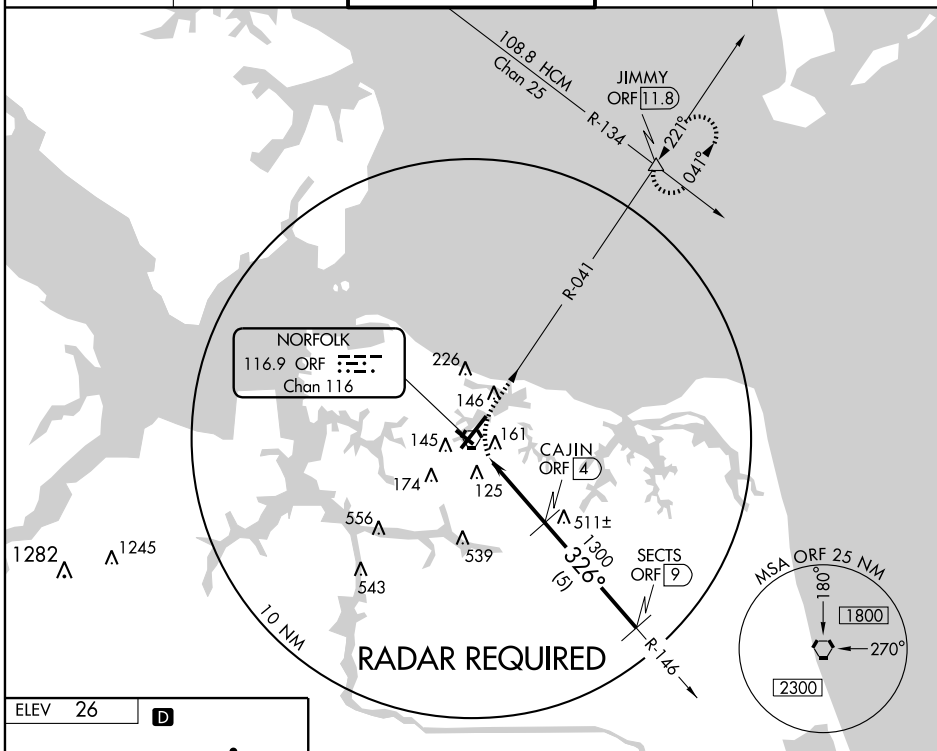 108.8 HCM
Chan 25
R-134
JIMMY
ORF 11.8
221°
041°
R-041
NORFOLK
116.9 ORF
Chan 116
226
146
145
161
174
125
CAJIN
ORF 4
511±
556
539
543
1282
1245
1300
326°
(5)
SECTS
ORF 9
R-146
10 NM
RADAR REQUIRED
MSA ORF 25 NM
180°
1800
270°
2300
ELEV 26
D